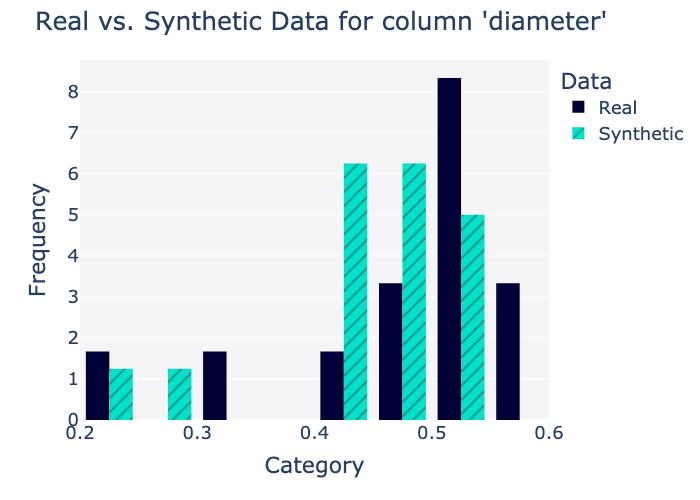 Real vs. Synthetic Data for column 'diameter'
Data
Real
Synthetic
Frequency
8
7
6
5
4
3
2
1
0
0.2
0.3
0.4
0.5
0.6
Category